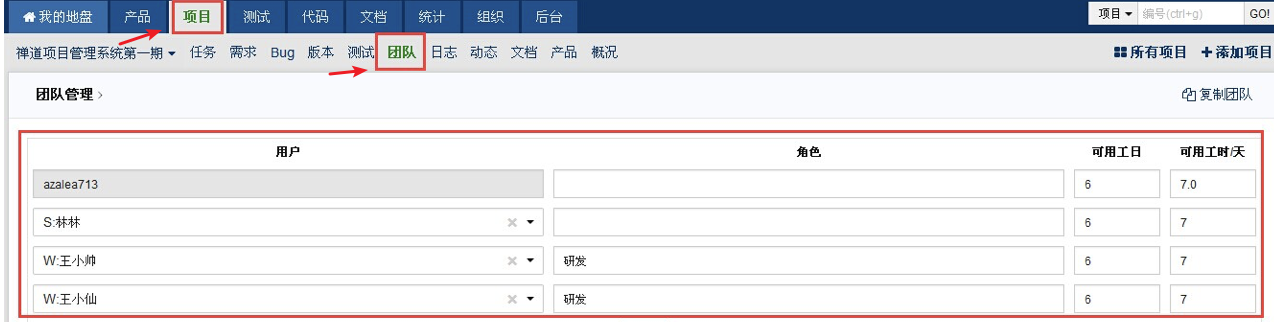 我的地盘 产品 项目 测试 代码 文档 统计 组织 后台 项目 编号(ctrl+g) GO!
禅道项目管理系统第一期 任务 需求 Bug 版本 测试 团队 日志 动态 文档 产品 概况 所有项目 添加项目
团队管理 复制团队
用户 角色 可用工日 可用工时/天
azalea713 6 7.0
S:林林 6 7
W:王小帅 研发 6 7
W:王小仙 研发 6 7